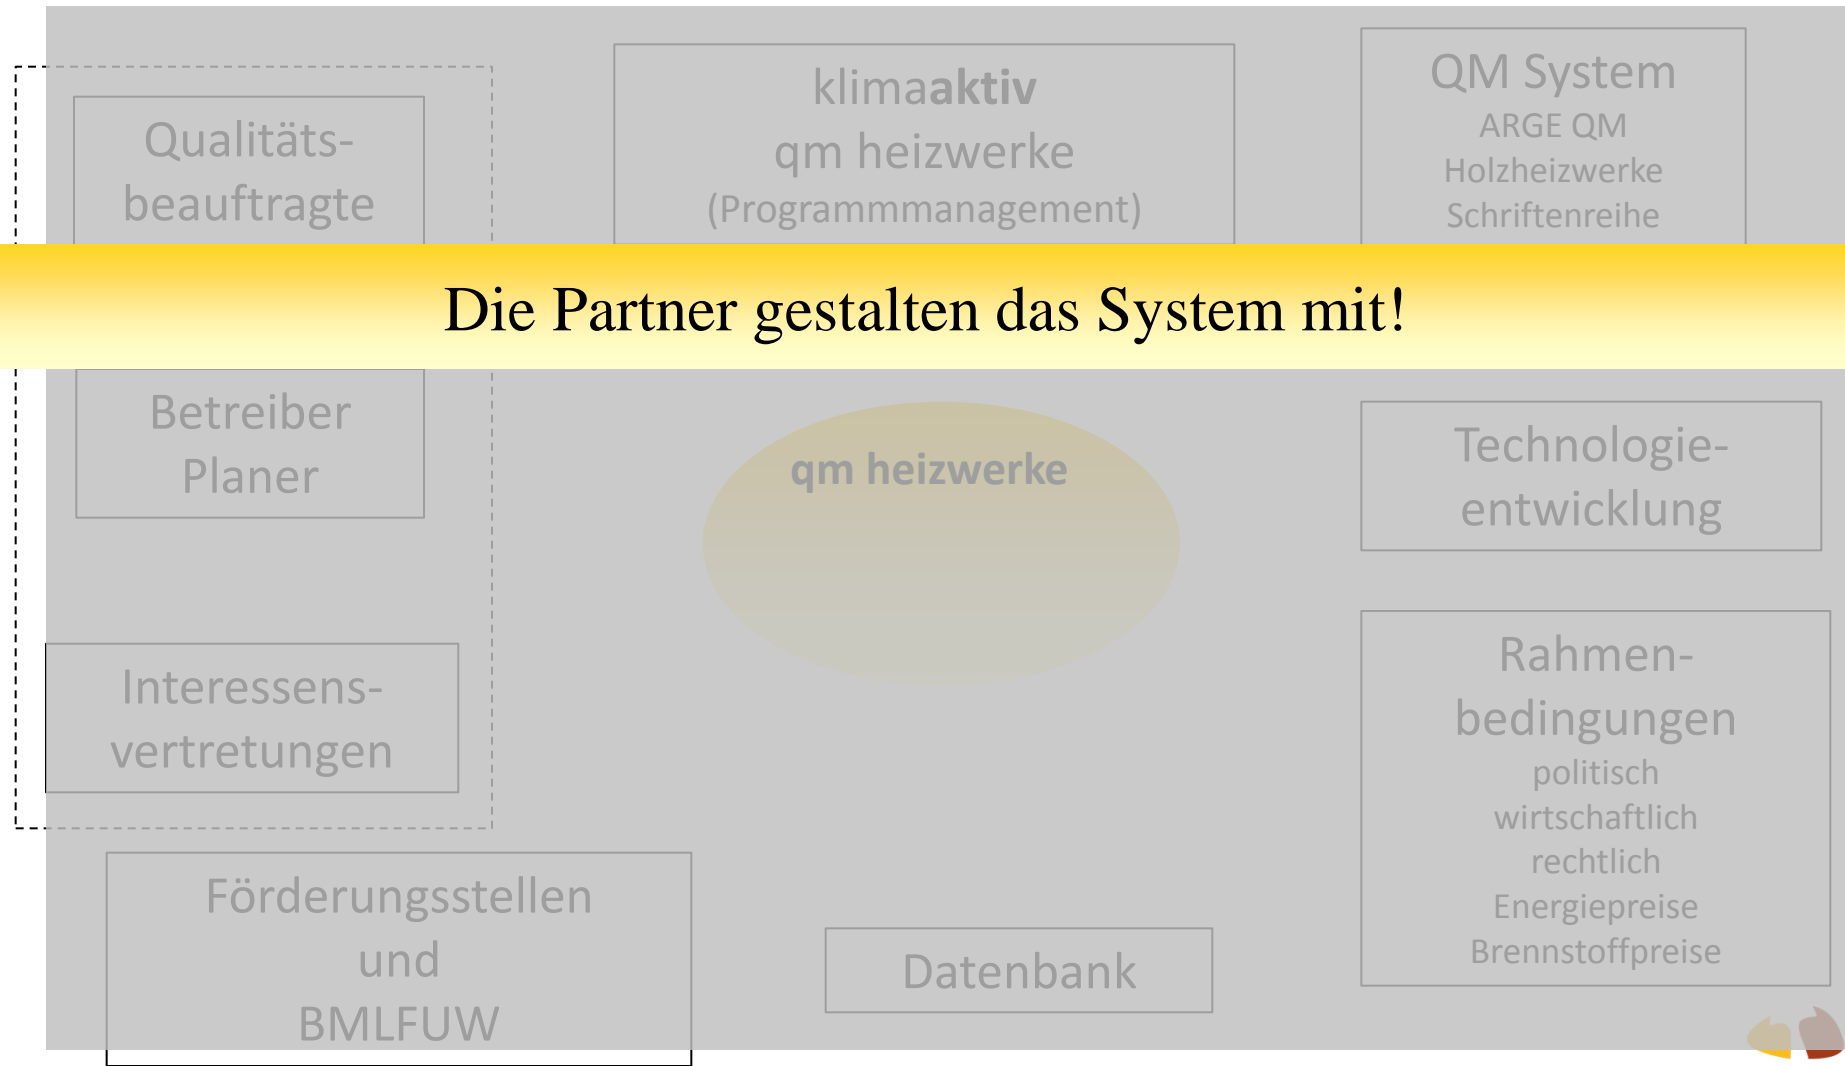 klimaaktiv
qm heizwerke
(Programmmanagement)
QM System
ARGE QM
Holzheizwerke
Schriftenreihe
Qualitäts-
beauftragte
Die Partner gestalten das System mit!
Betreiber
Planer
qm heizwerke
Technologie-
entwicklung
Interessens-
vertretungen
Rahmen-
bedingungen
politisch
wirtschaftlich
rechtlich
Energiepreise
Brennstoffpreise
Förderungsstellen
und
BMLFUW
Datenbank